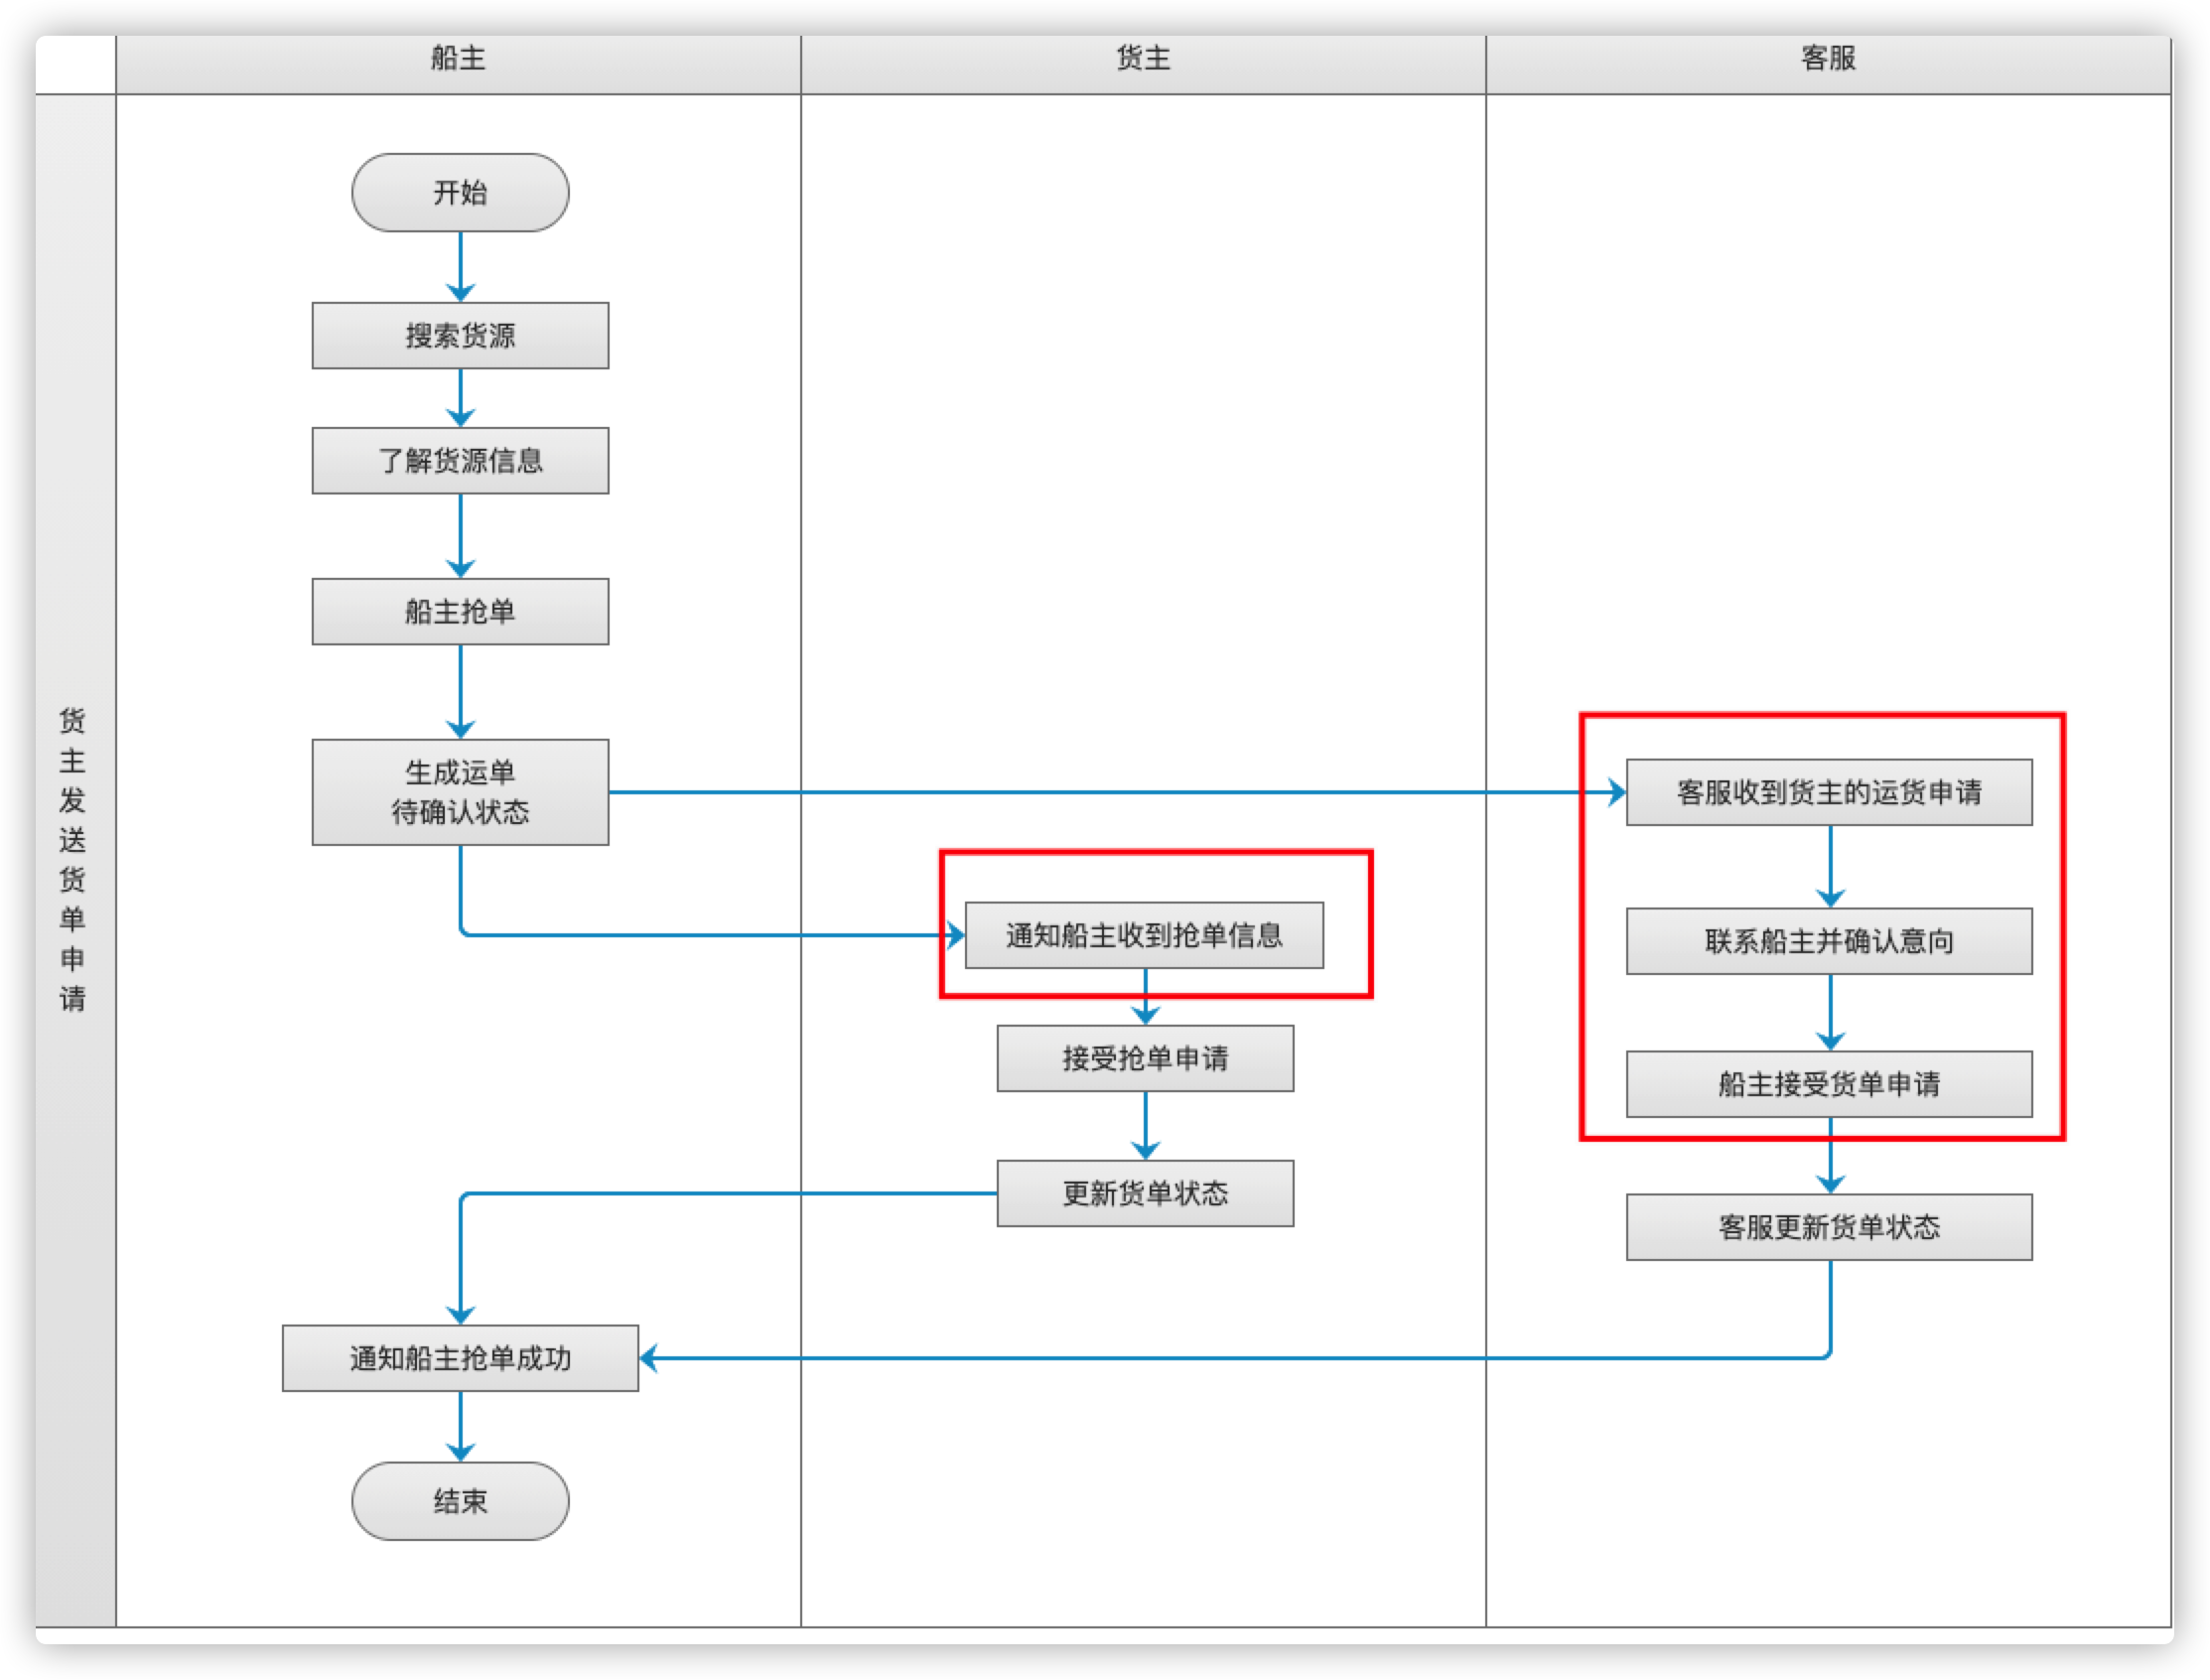 船主
货主
客服
货主发送货单申请
开始
搜索货源
了解货源信息
船主抢单
生成运单
待确认状态
客服收到货主的运货申请
通知船主收到抢单信息
联系船主并确认意向
接受抢单申请
船主接受货单申请
更新货单状态
客服更新货单状态
通知船主抢单成功
结束